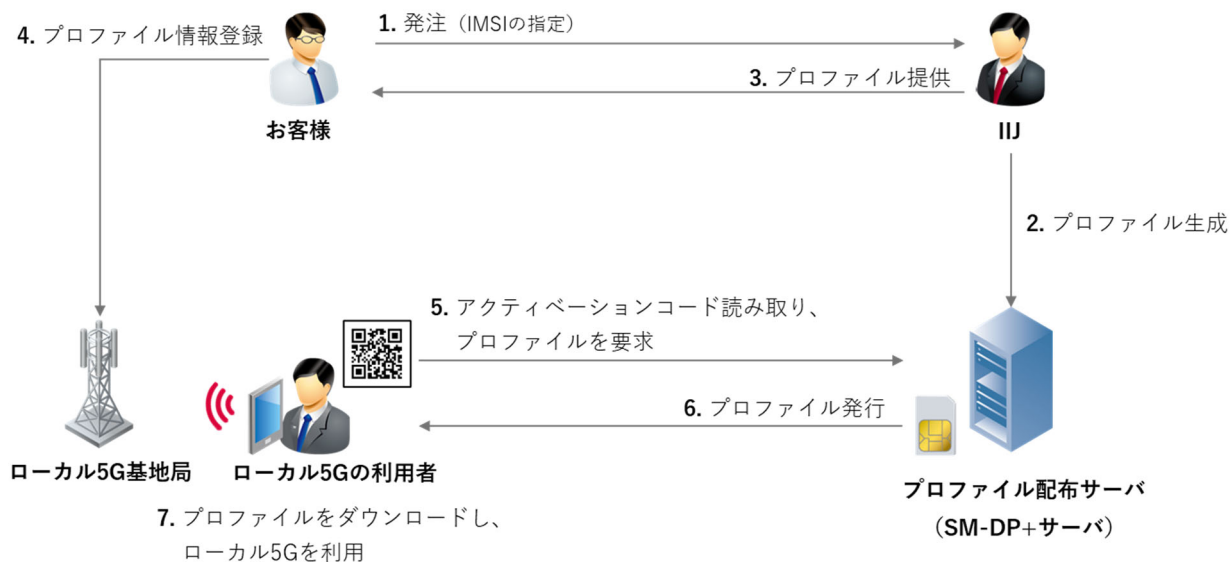 4. プロファイル情報登録
1. 発注（IMSIの指定）
3. プロファイル提供
お客様
IIJ
2. プロファイル生成
5. アクティベーションコード読み取り、
プロファイルを要求
6. プロファイル発行
ローカル5G基地局
ローカル5Gの利用者
プロファイル配布サーバ
（SM-DP+サーバ）
7. プロファイルをダウンロードし、
ローカル5Gを利用